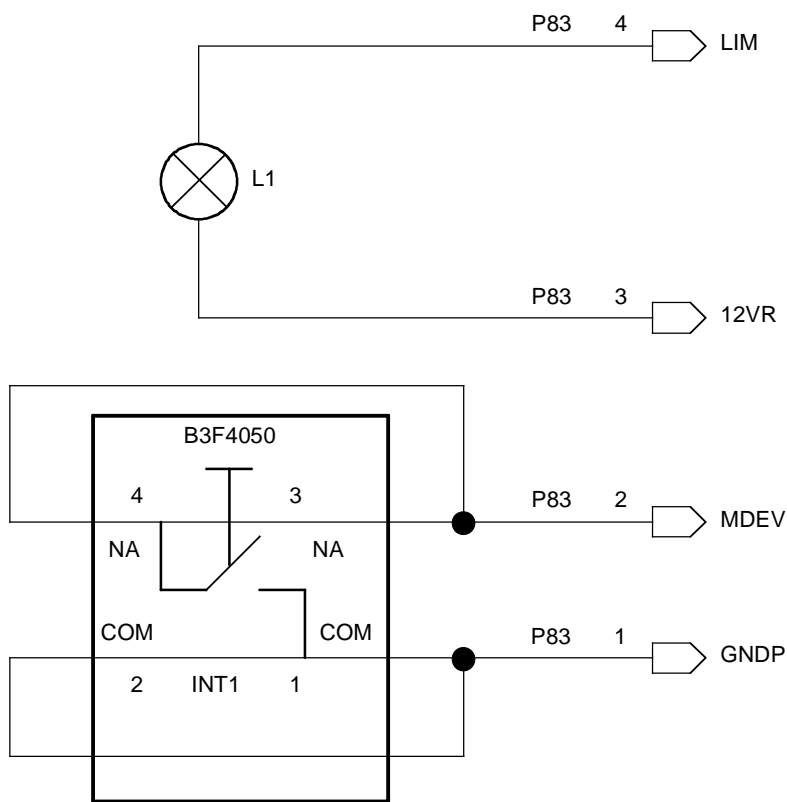 P83 4 LIM
L1
P83 3 12VR
B3F4050
4 3
P83 2 MDEV
NA NA
COM COM
P83 1 GNDP
2 INT1 1